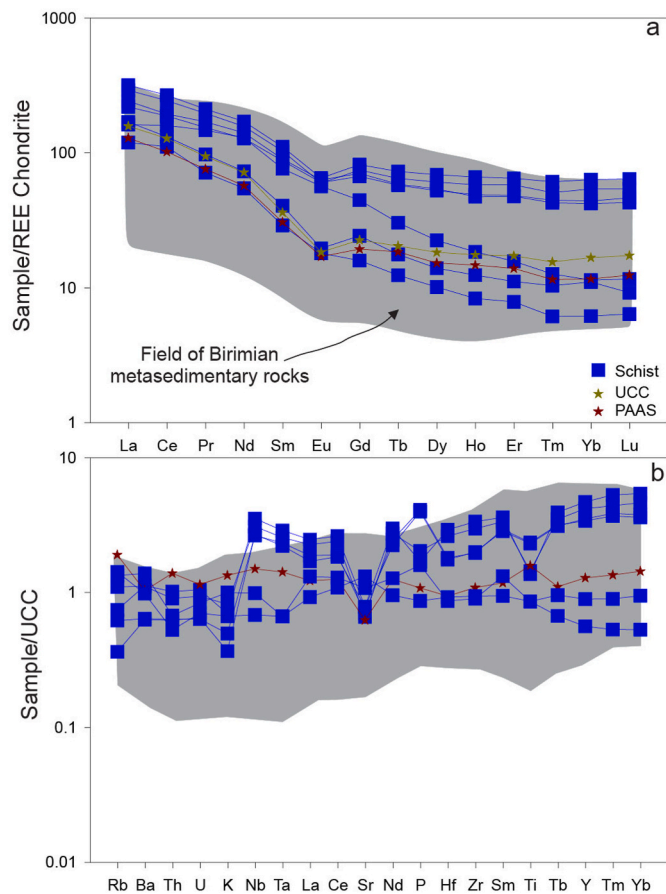 1000
a
100
10
1
Sample/REE Chondrite
Field of Birimian
metasedimentary rocks
Schist
UCC
PAAS
La Ce Pr Nd Sm Eu Gd Tb Dy Ho Er Tm Yb Lu
10
b
1
0.1
0.01
Sample/UCC
Rb Ba Th U K Nb Ta La Ce Sr Nd P Hf Zr Sm Ti Tb Y Tm Yb